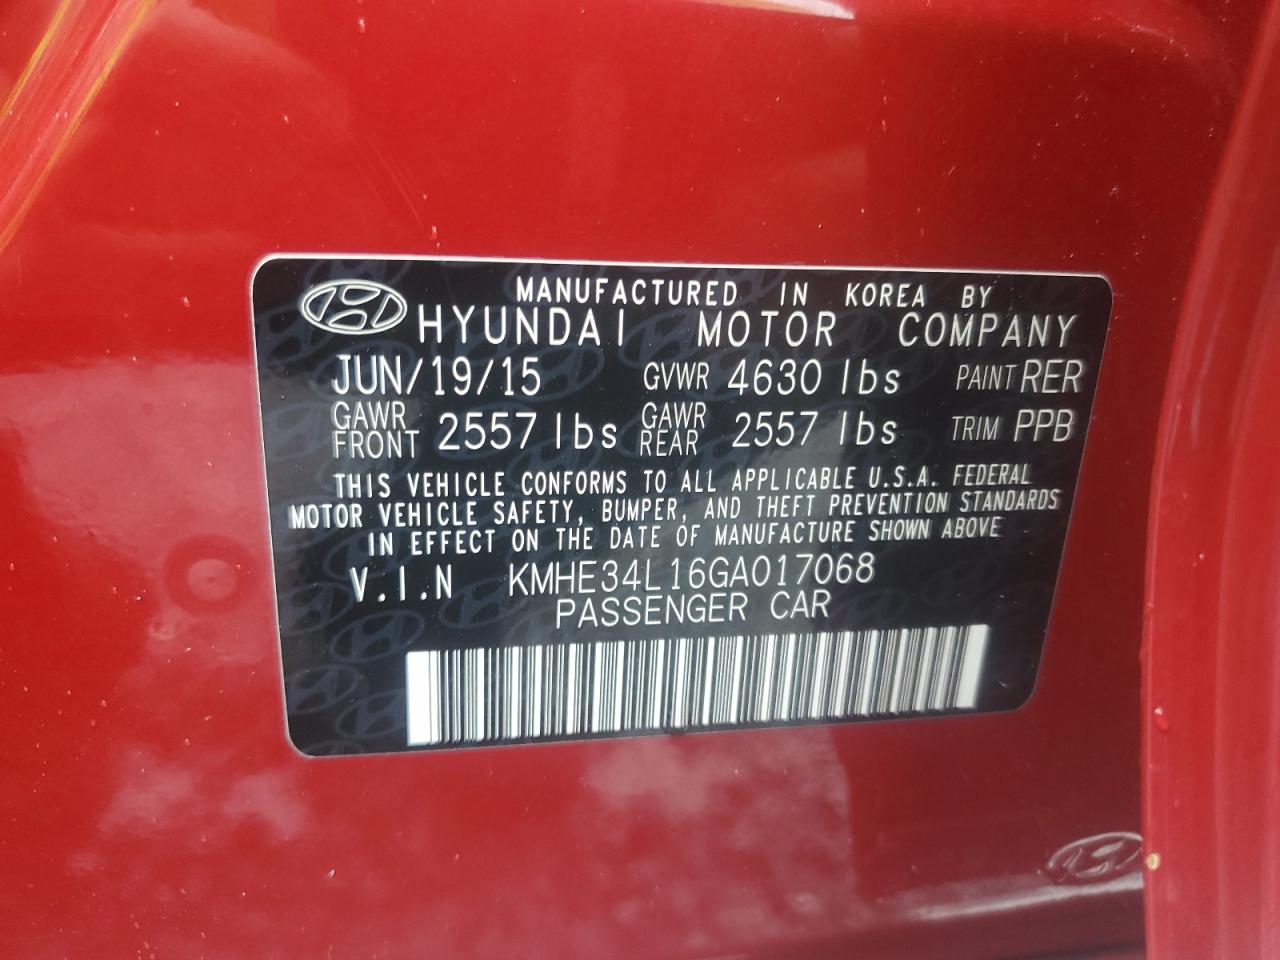 MANUFACTURED IN KOREA BY
HYUNDAI MOTOR COMPANY
JUN/19/15 GVWR 4630 lbs PAINT RER
GAWR FRONT 2557 lbs GAWR REAR 2557 lbs TRIM PPB
THIS VEHICLE CONFORMS TO ALL APPLICABLE U.S.A. FEDERAL
MOTOR VEHICLE SAFETY, BUMPER, AND THEFT PREVENTION STANDARDS
IN EFFECT ON THE DATE OF MANUFACTURE SHOWN ABOVE
V.I.N KMHE34L16GA017068
PASSENGER CAR